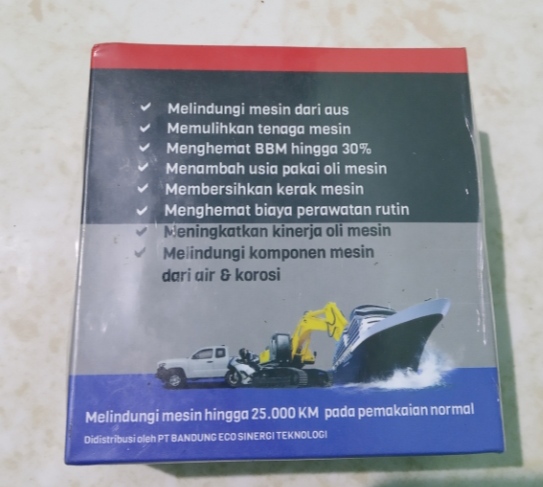 Melindungi mesin dari aus
Memulihkan tenaga mesin
Menghemat BBM hingga 30%
Menambah usia pakai oli mesin
Membersihkan kerak mesin
Menghemat biaya perawatan rutin
Meningkatkan kinerja oli mesin
Melindungi komponen mesin
dari air & korosi
Melindungi mesin hingga 25.000 KM pada pemakaian normal
Didistribusi oleh PT BANDUNG ECO SINERGI TEKNOLOGI